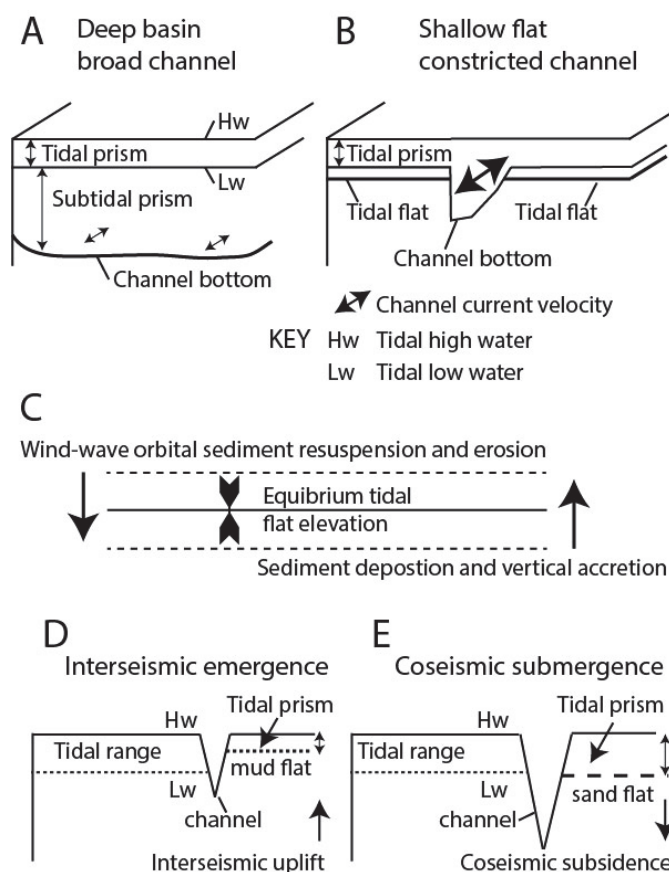 A
Deep basin
broad channel
Hw
Tidal prism
Lw
Subtidal prism
Channel bottom
B
Shallow flat
constricted channel
Tidal prism
Tidal flat
Tidal flat
Channel bottom
Channel current velocity
KEY Hw Tidal high water
Lw Tidal low water
C
Wind-wave orbital sediment resuspension and erosion
Equibrium tidal
flat elevation
Sediment depostion and vertical accretion
D
Interseismic emergence
Tidal prism
Hw
Tidal range
mud flat
Lw
channel
Interseismic uplift
E
Coseismic submergence
Tidal prism
Hw
Tidal range
Lw
sand flat
channel
Coseismic subsidence